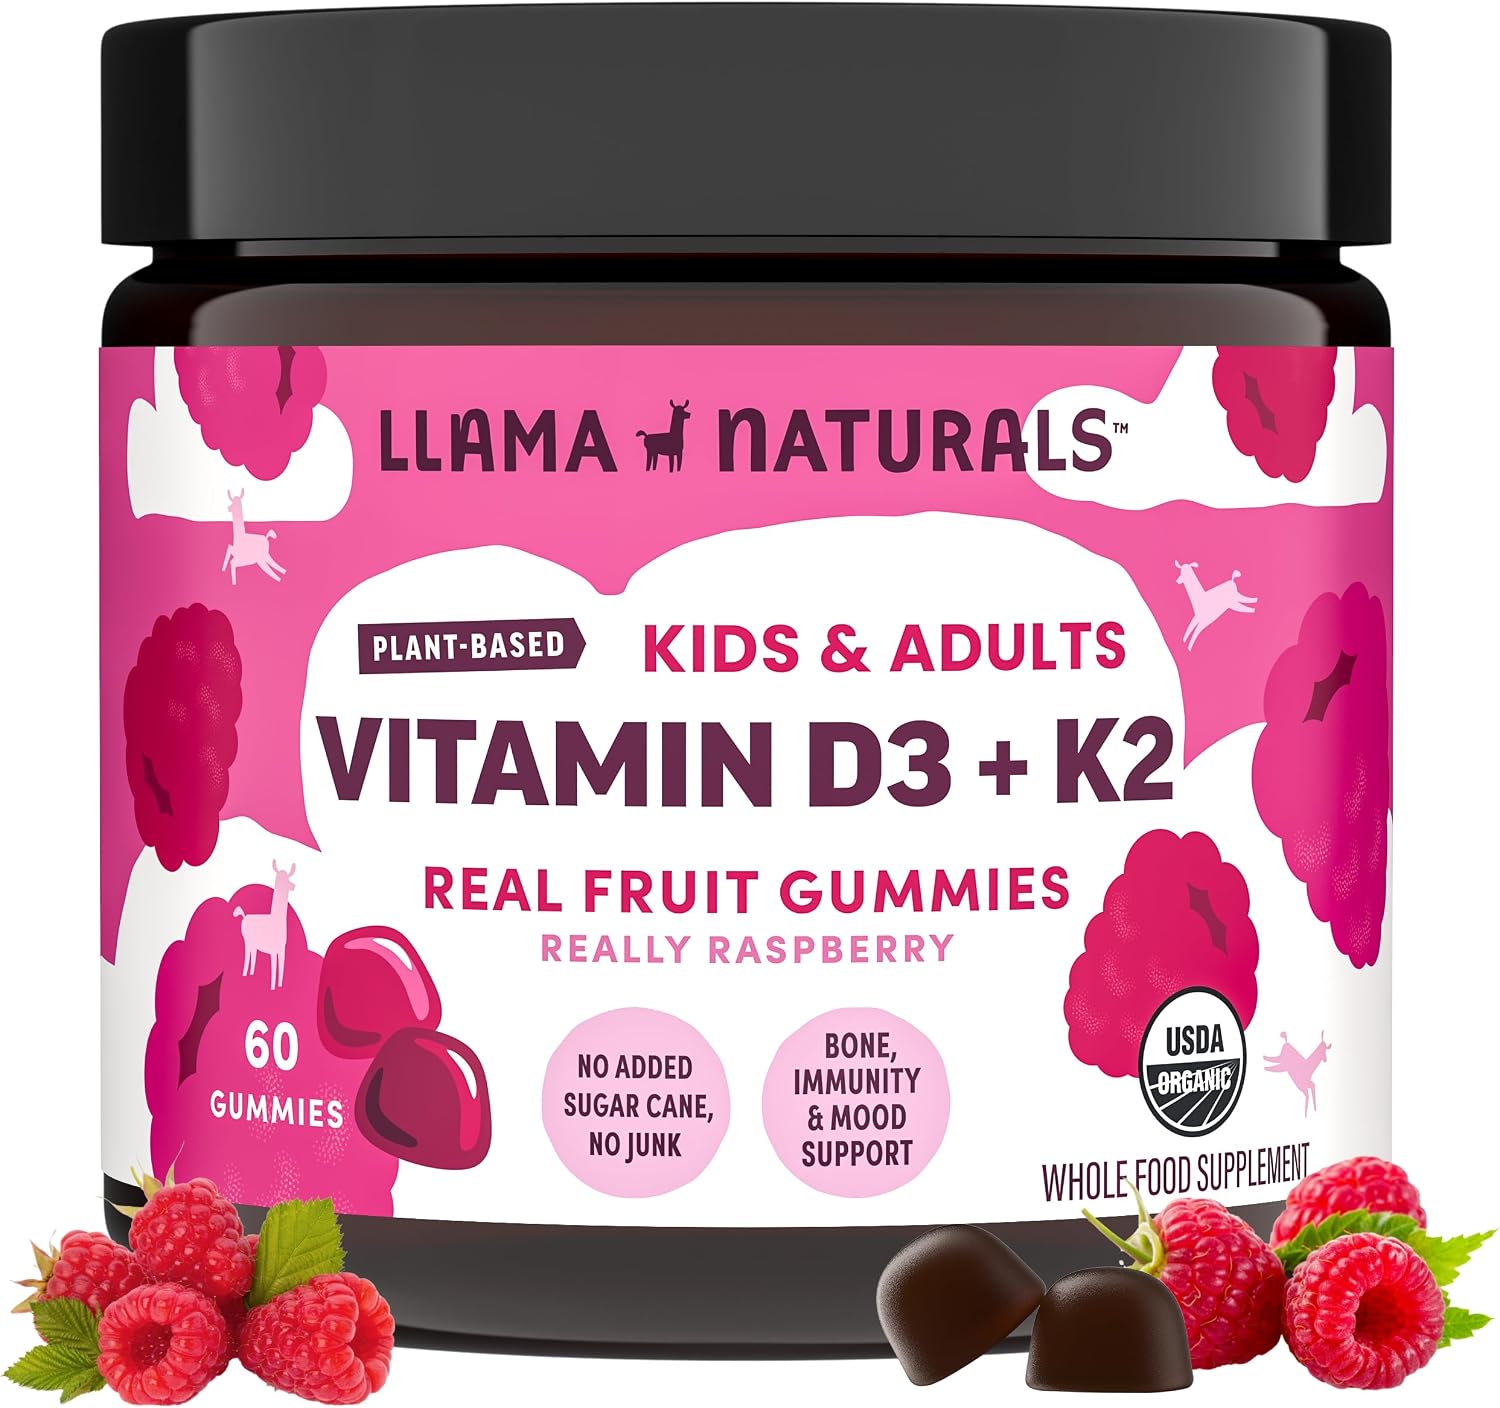 LLAMA NATURALS™
PLANT-BASED
KIDS & ADULTS
VITAMIN D3 + K2
REAL FRUIT GUMMIES
REALLY RASPBERRY
60
GUMMIES
NO ADDED
SUGAR CANE,
NO JUNK
BONE,
IMMUNITY
& MOOD
SUPPORT
USDA
ORGANIC
WHOLE FOOD SUPPLEMENT